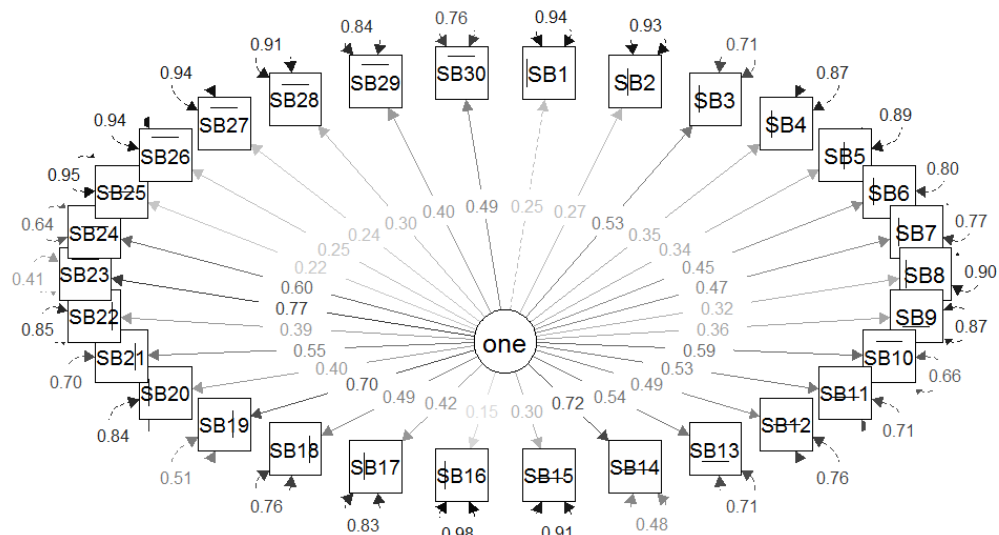 0.84 0.76 0.94 0.93
0.91 0.71
0.94 0.87
0.94 0.89
0.95 0.80
0.64 0.77
0.41 0.90
0.85 0.87
0.70 0.66
0.84 0.71
0.51 0.76
0.76 0.71
0.83 0.98 0.91 0.48
SB30 SB1
SB29 SB2
SB28 SB3
SB27 SB4
SB26 SB5
SB25 SB6
SB24 SB7
SB23 SB8
SB22 SB9
SB21 SB10
SB20 SB11
SB19 SB12
SB18 SB13
SB17 SB16 SB15 SB14
0.40 0.49 0.25 0.27
0.30 0.53
0.24 0.35
0.25 0.34
0.22 0.45
0.60 0.47
0.77 0.32
0.39 0.36
one
0.55 0.59
0.40 0.53
0.70 0.49
0.49 0.54
0.42 0.15 0.30 0.72